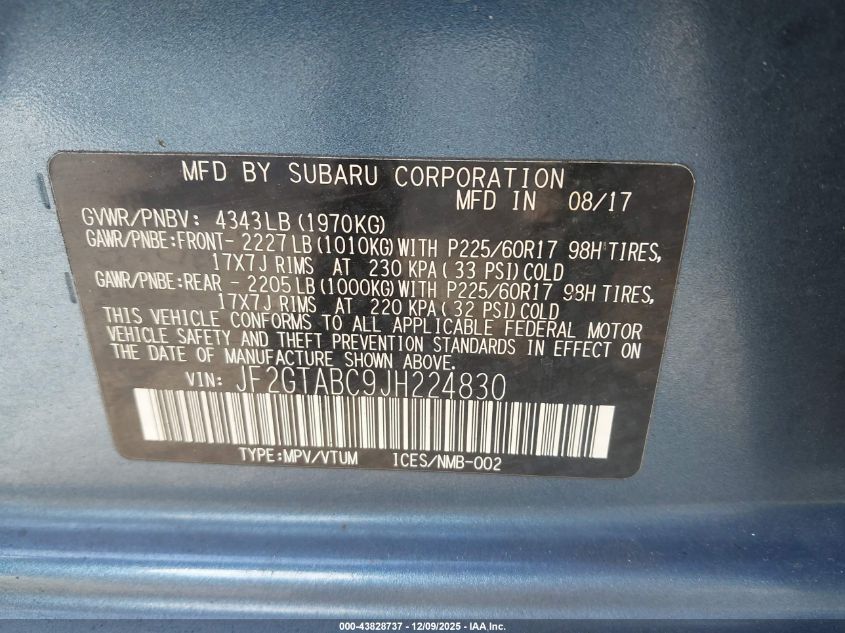 MFD BY SUBARU CORPORATION
MFD IN 08/17
GVWR/PNBV: 4343LB (1970KG)
GAWR/PNBE:FRONT- 2227LB (1010KG) WITH P225/60R17 98H TIRES,
17X7J RIMS AT 230 KPA ( 33 PSI) COLD
GAWR/PNBE:REAR - 2205LB (1000KG) WITH P225/60R17 98H TIRES,
17X7J RIMS AT 220 KPA ( 32 PSI) COLD
THIS VEHICLE CONFORMS TO ALL APPLICABLE FEDERAL MOTOR
VEHICLE SAFETY AND THEFT PREVENTION STANDARDS IN EFFECT ON
THE DATE OF MANUFACTURE SHOWN ABOVE.
VIN: JF2GTABC9JH224830
TYPE:MPV/VTUM ICES/NMB-002
000-43828737 - 12/09/2025 - IAA Inc.